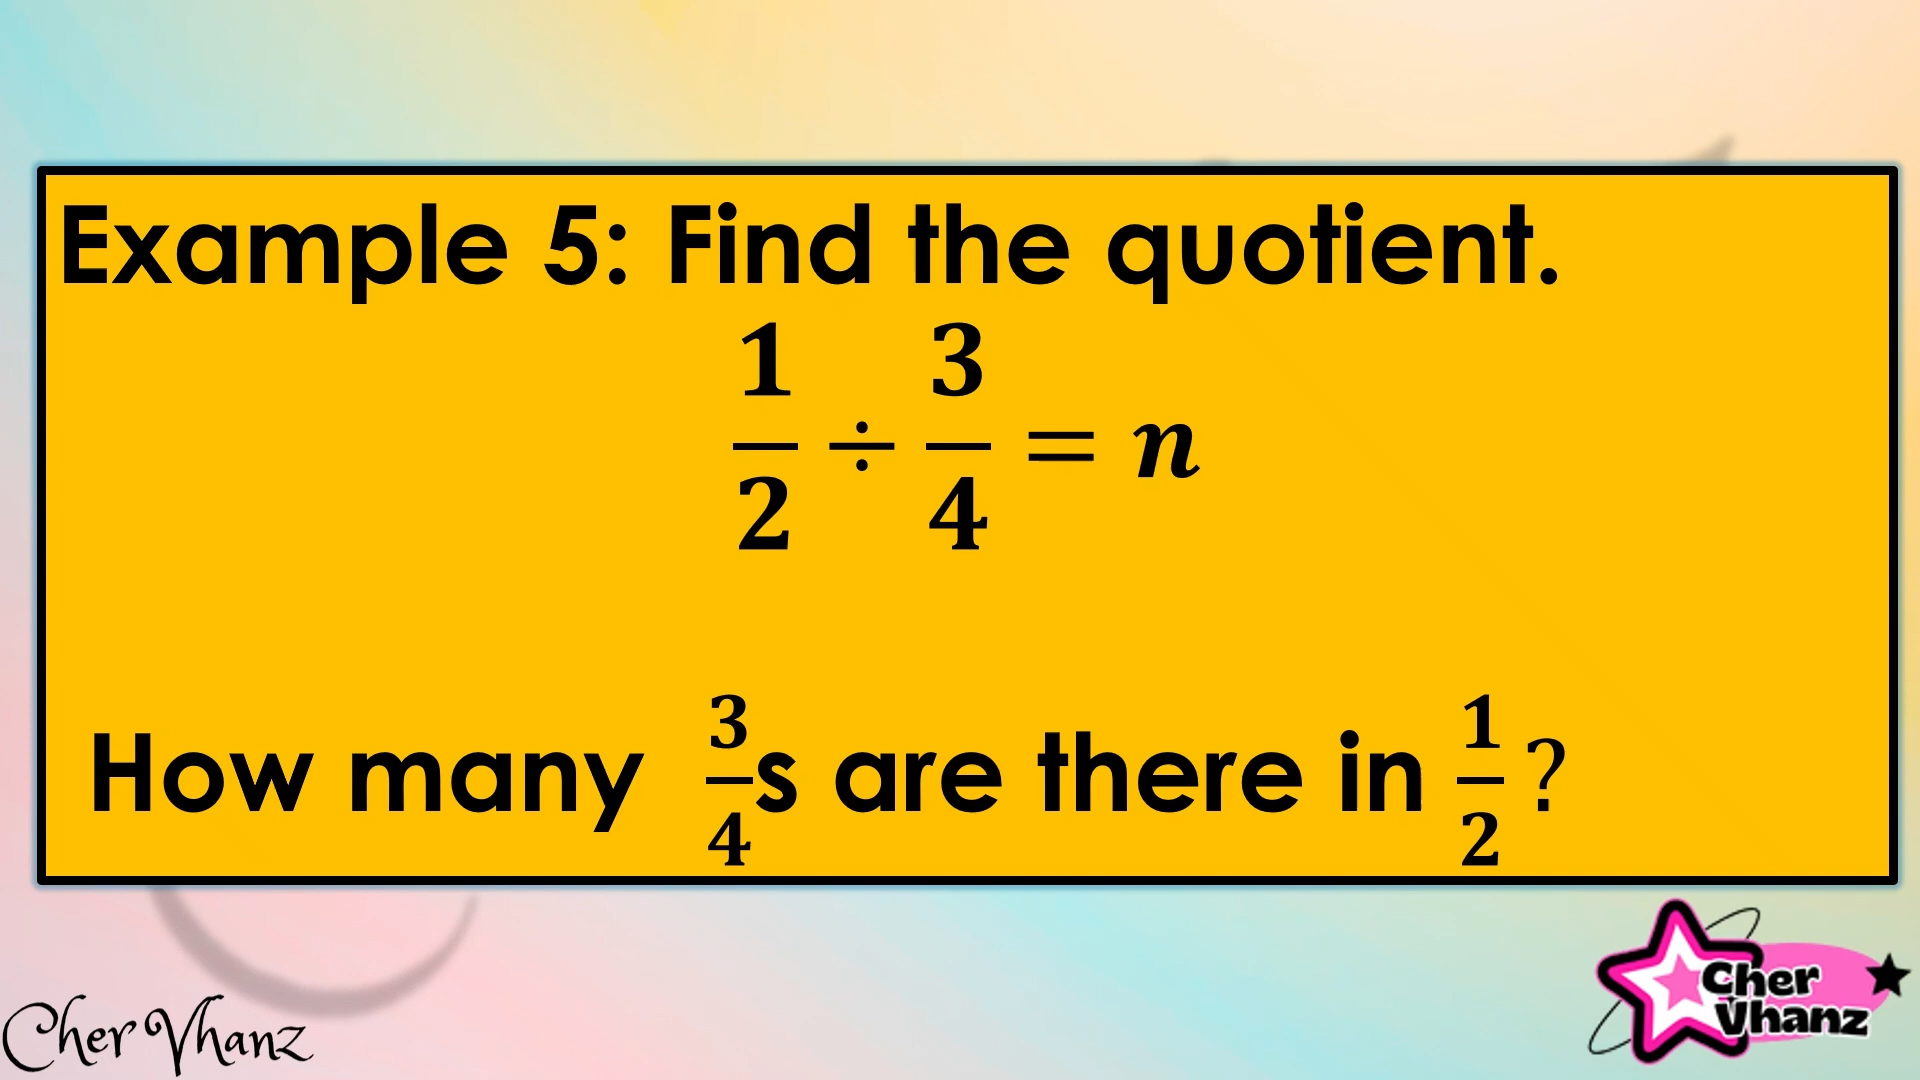 Example 5: Find the quotient.
1/2 ÷ 3/4 = n
How many 3/4s are there in 1/2?
Cher Vhanz
Cher
Vhanz